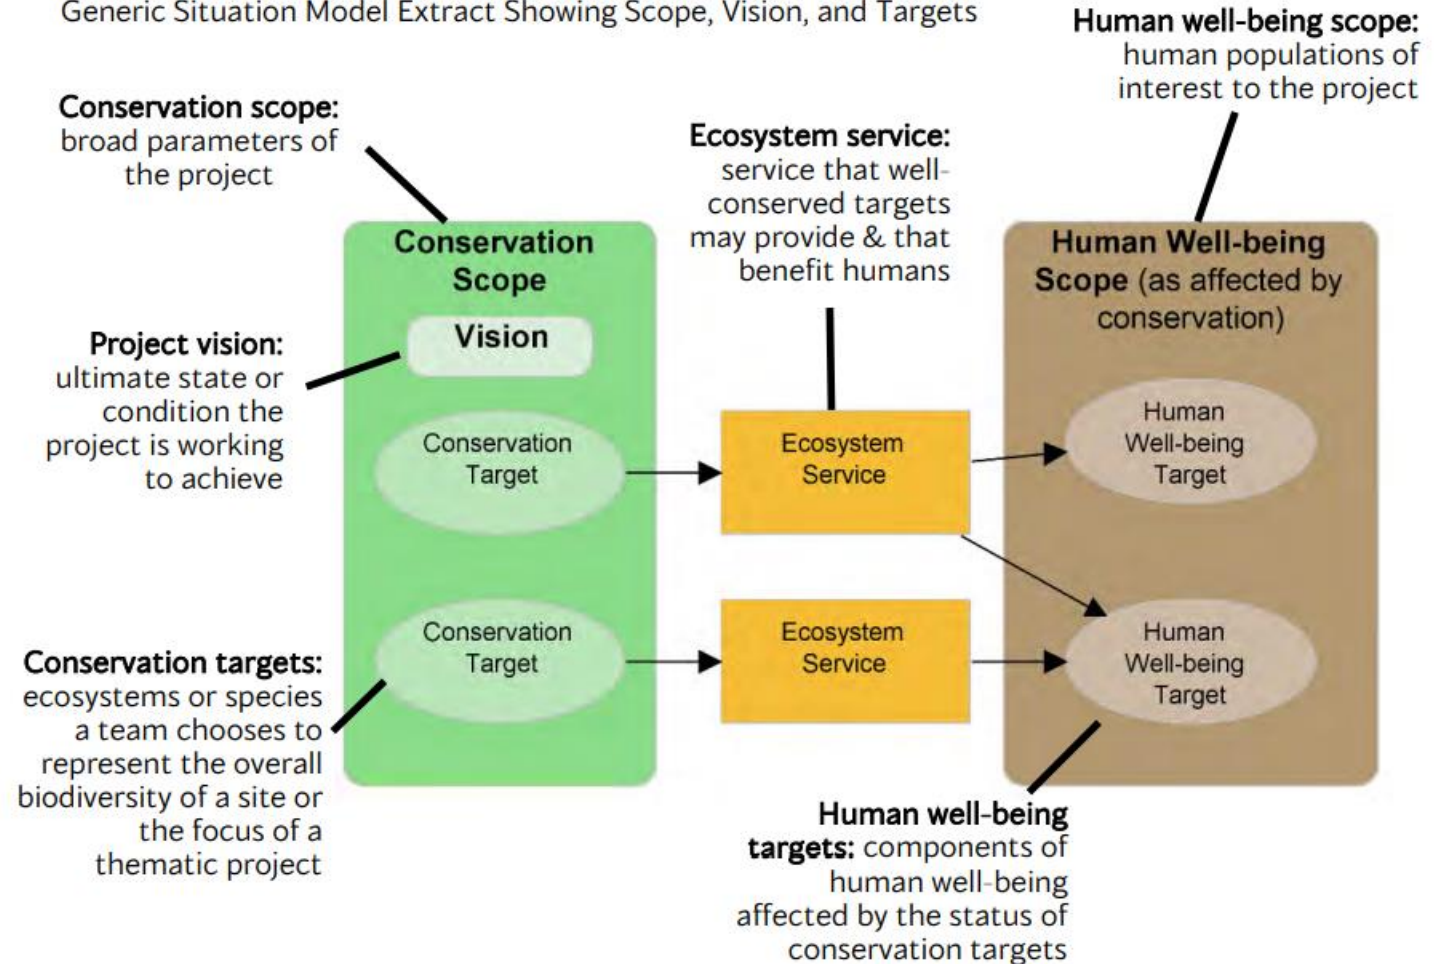 Generic Situation Model Extract Showing Scope, Vision, and Targets
Human well-being scope:
human populations of
interest to the project
Conservation scope:
broad parameters of
the project
Ecosystem service:
service that well-
conserved targets
may provide & that
benefit humans
Conservation
Scope
Vision
Human Well-being
Scope (as affected by
conservation)
Project vision:
ultimate state or
condition the
project is working
to achieve
Conservation
Target
Ecosystem
Service
Human
Well-being
Target
Conservation
Target
Ecosystem
Service
Human
Well-being
Target
Conservation targets:
ecosystems or species
a team chooses to
represent the overall
biodiversity of a site or
the focus of a
thematic project
Human well-being
targets: components of
human well-being
affected by the status of
conservation targets